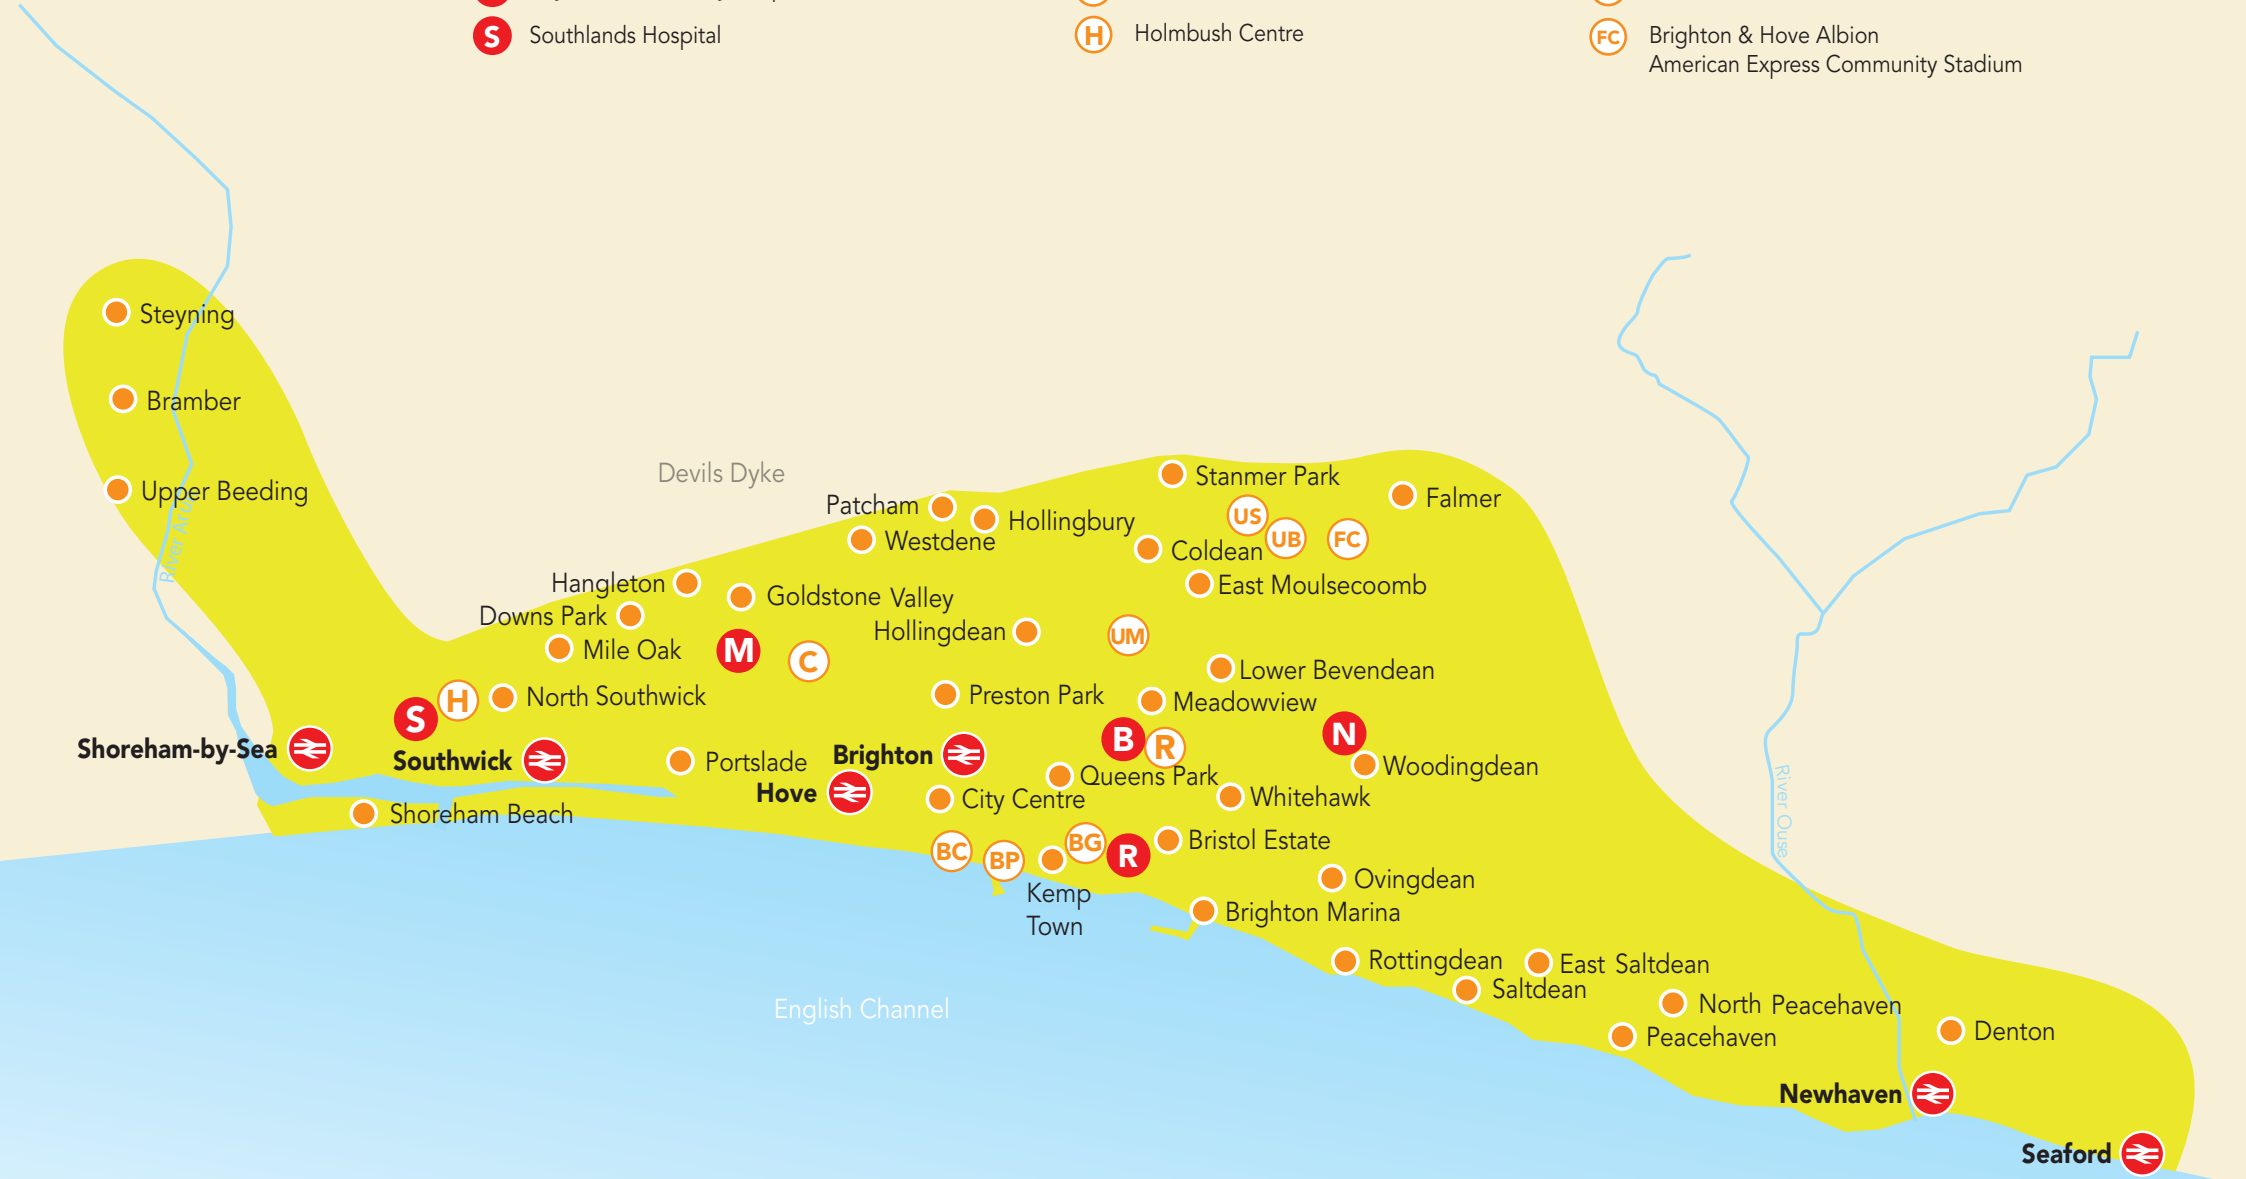 S Southlands Hospital
H Holmbush Centre
FC Brighton & Hove Albion
American Express Community Stadium
Steyning
Bramber
Upper Beeding
Devils Dyke
Stanmer Park
Falmer
Patcham
Hollingbury
US
UB
FC
Westdene
Coldean
Hangleton
East Moulsecoomb
Goldstone Valley
Downs Park
Hollingdean
UM
Mile Oak
M
C
Lower Bevendean
North Southwick
H
S
Preston Park
Meadowview
Shoreham-by-Sea
Southwick
Portslade
Brighton
B
R
N
Queens Park
Woodingdean
Hove
City Centre
Whitehawk
Shoreham Beach
BC
BP
BG
R
Bristol Estate
Kemp
Town
Ovingdean
Brighton Marina
River Ouse
Rottingdean
East Saltdean
Saltdean
English Channel
North Peacehaven
Peacehaven
Denton
Newhaven
Seaford